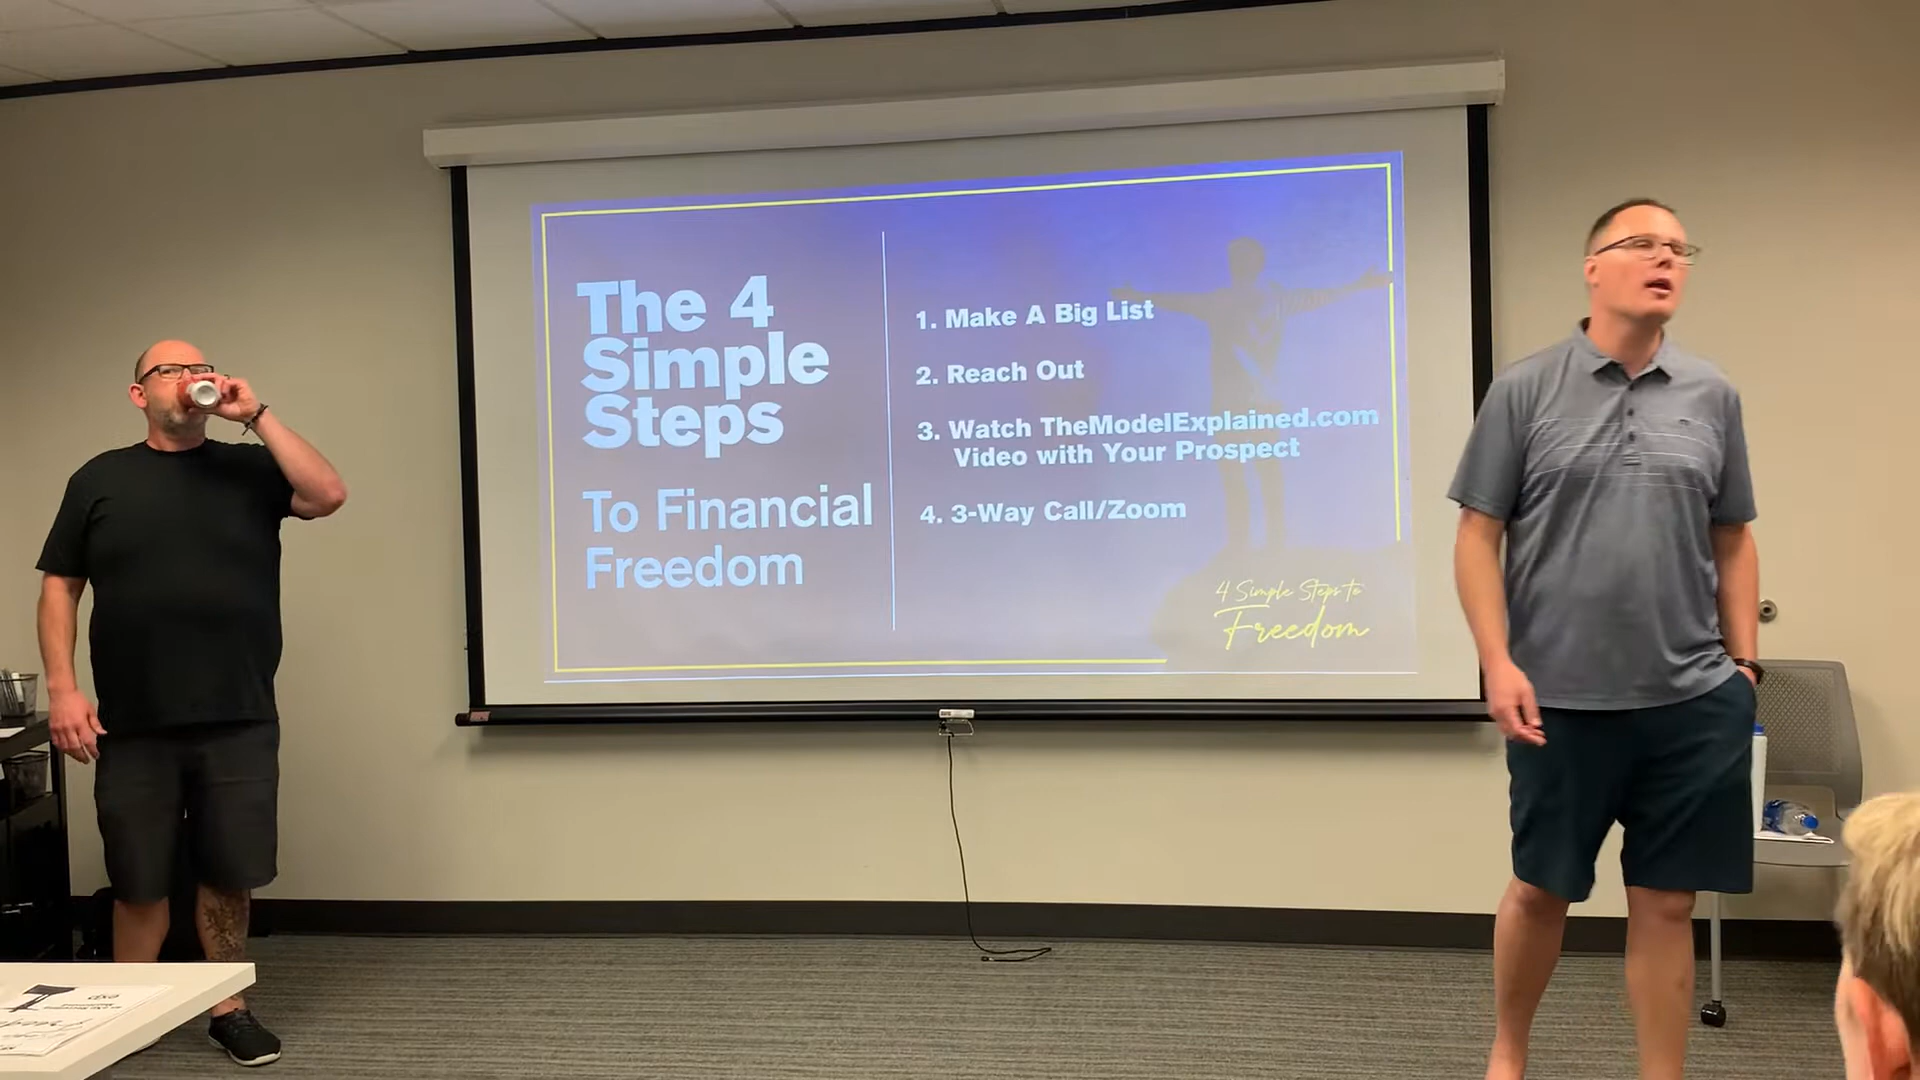 The 4
Simple
Steps
To Financial
Freedom
1. Make A Big List
2. Reach Out
3. Watch TheModelExplained.com
Video with Your Prospect
4. 3-Way Call/Zoom
4 Simple Steps to
Freedom